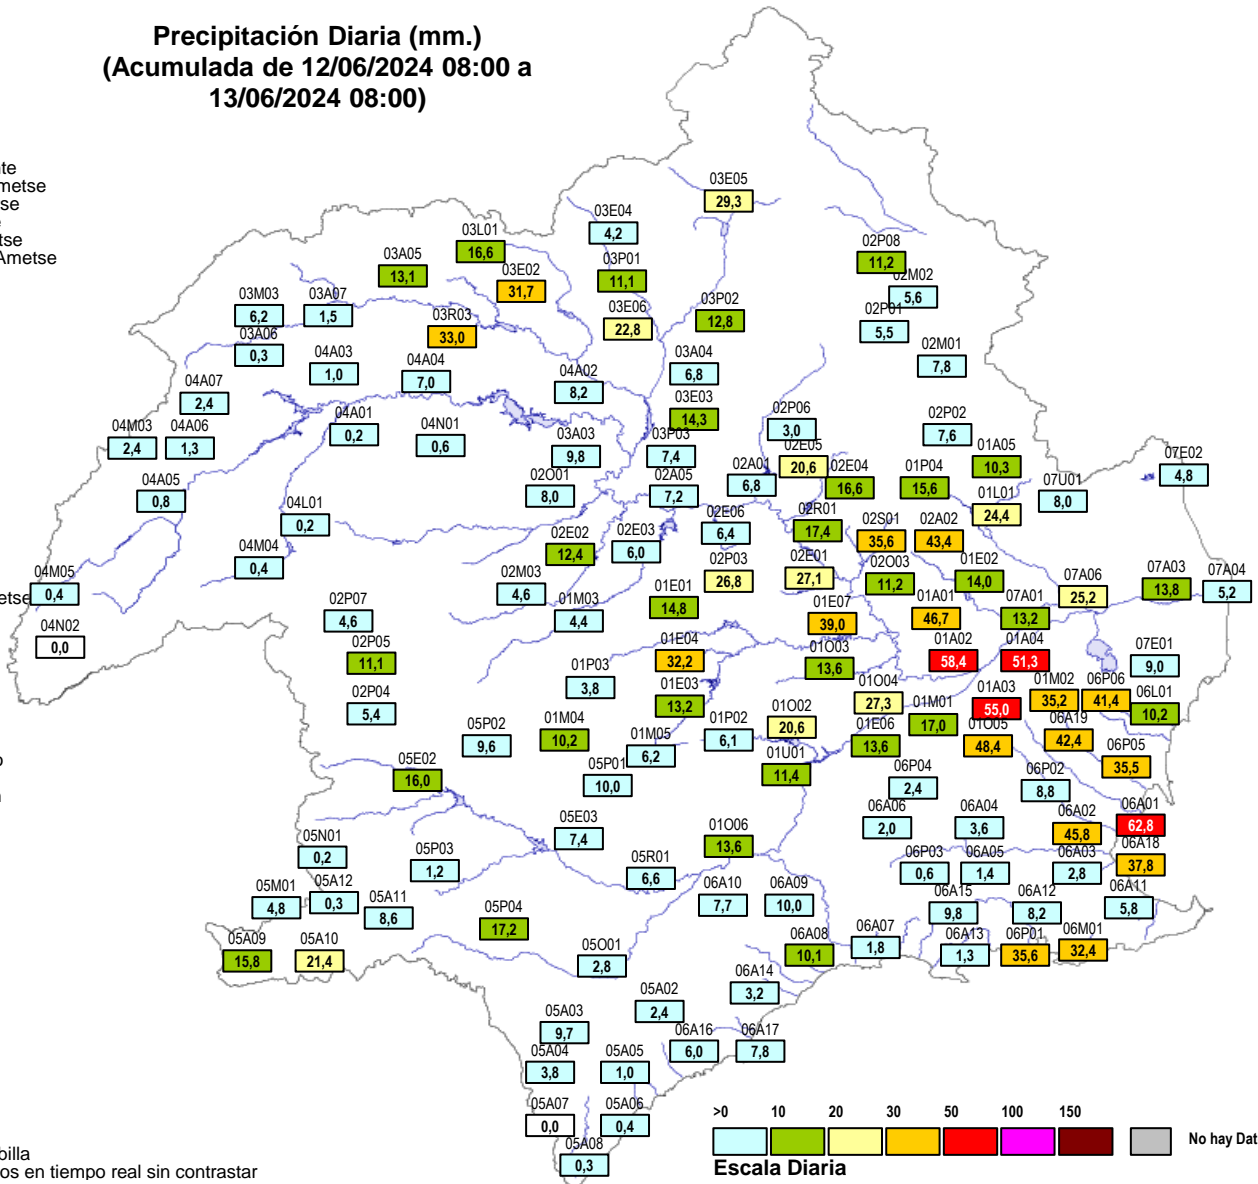 Precipitación Diaria (mm.)
(Acumulada de 12/06/2024 08:00 a
13/06/2024 08:00)
nte
metse
tse
e
tse
Ametse
03E05
29,3
03E04
4,2
03L01
16,6
03A05
13,1
03E02
31,7
03P01
11,1
02P08
11,2
02M02
5,6
03M03
6,2
03A07
1,5
03R03
33,0
03E06
22,8
03P02
12,8
02P01
5,5
03A06
0,3
04A03
1,0
04A04
7,0
04A02
8,2
03A04
6,8
02M01
7,8
04A07
2,4
03E03
14,3
04M03
2,4
04A06
1,3
04A01
0,2
04N01
0,6
03A03
9,8
03P03
7,4
02P06
3,0
02P02
7,6
02E05
20,6
01A05
10,3
07E02
4,8
04A05
0,8
02O01
8,0
02A05
7,2
02A01
6,8
02E04
16,6
01P04
15,6
07U01
8,0
01L01
24,4
04L01
0,2
02E06
6,4
02R01
17,4
02S01
35,6
02A02
43,4
02E02
12,4
02E03
6,0
04M04
0,4
02P03
26,8
02E01
27,1
02O03
11,2
01E02
14,0
04M05
0,4
etse
02M03
4,6
07A06
25,2
07A03
13,8
07A04
5,2
02P07
4,6
01M03
4,4
01E01
14,8
01E07
39,0
01A01
46,7
07A01
13,2
04N02
0,0
02P05
11,1
01E04
32,2
01O03
13,6
01A02
58,4
01A04
51,3
07E01
9,0
01P03
3,8
01E03
13,2
01O04
27,3
01A03
55,0
01M02
35,2
06P06
41,4
06L01
10,2
02P04
5,4
05P02
9,6
01M04
10,2
01M05
6,2
01P02
6,1
01O02
20,6
01M01
17,0
01E06
13,6
01O05
48,4
06A19
42,4
06P05
35,5
05E02
16,0
05P01
10,0
01U01
11,4
06P04
2,4
06P02
8,8
05E03
7,4
06A06
2,0
06A04
3,6
06A02
45,8
06A01
62,8
05N01
0,2
05P03
1,2
01O06
13,6
06A18
37,8
05R01
6,6
06P03
0,6
06A05
1,4
06A03
2,8
05M01
4,8
05A12
0,3
05A11
8,6
06A10
7,7
06A09
10,0
06A15
9,8
06A12
8,2
06A11
5,8
05P04
17,2
05A09
15,8
05A10
21,4
05O01
2,8
06A08
10,1
06A07
1,8
06A13
1,3
06P01
35,6
06M01
32,4
06A14
3,2
05A02
2,4
05A03
9,7
06A16
6,0
06A17
7,8
05A04
3,8
05A05
1,0
05A07
0,0
05A06
0,4
05A08
0,3
>0 10 20 30 50 100 150
No hay Dat
Escala Diaria
billa
os en tiempo real sin contrastar